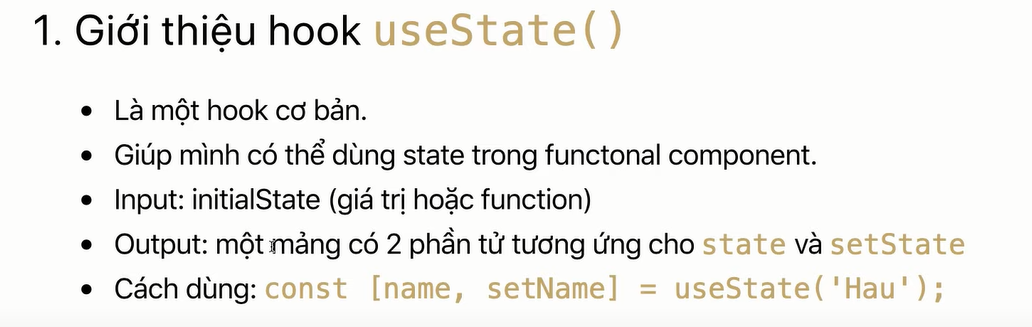 1. Giới thiệu hook useState()
• Là một hook cơ bản.
• Giúp mình có thể dùng state trong functonal component.
• Input: initialState (giá trị hoặc function)
• Output: một mảng có 2 phần tử tương ứng cho state và setState
• Cách dùng: const [name, setName] = useState('Hau');